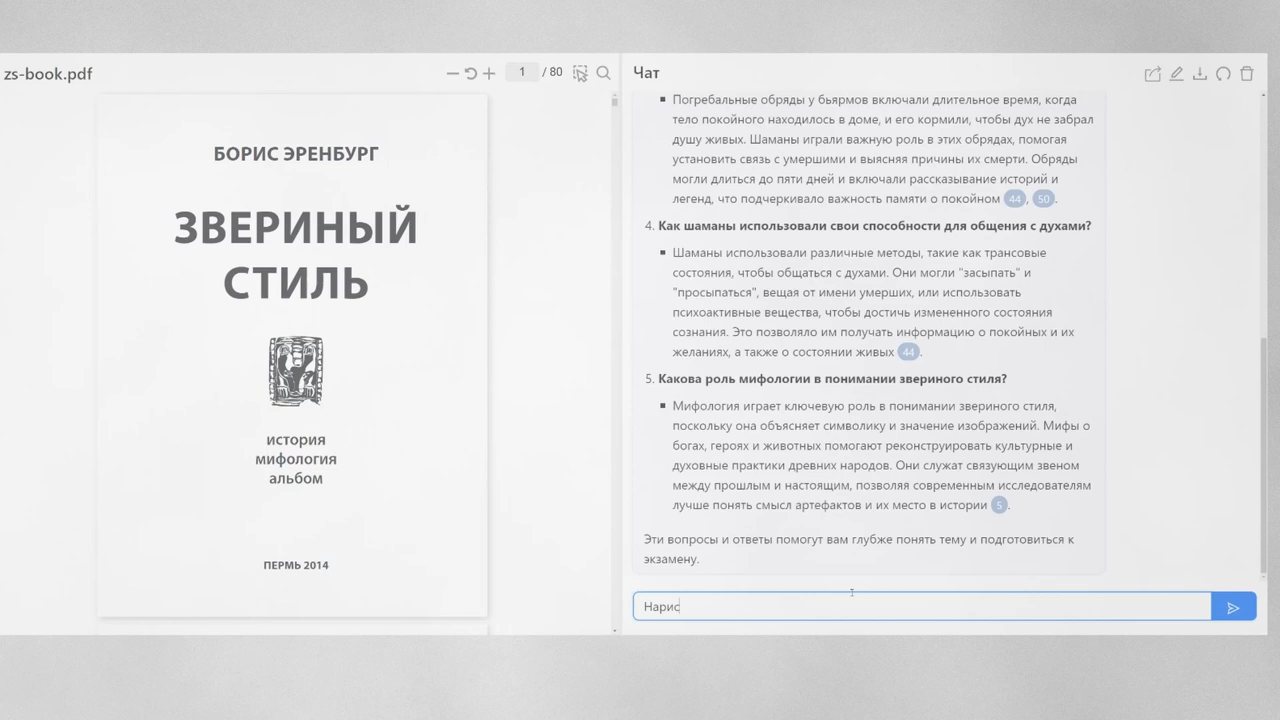 zs-book.pdf
1 / 80
БОРИС ЭРЕНБУРГ
ЗВЕРИНЫЙ
СТИЛЬ
история
мифология
альбом
ПЕРМЬ 2014
Чат
▪ Погребальные обряды у бьярмов включали длительное время, когда
тело покойного находилось в доме, и его кормили, чтобы дух не забрал
душу живых. Шаманы играли важную роль в этих обрядах, помогая
установить связь с умершими и выясняя причины их смерти. Обряды
могли длиться до пяти дней и включали рассказывание историй и
легенд, что подчеркивало важность памяти о покойном 44, 50.
4. Как шаманы использовали свои способности для общения с духами?
▪ Шаманы использовали различные методы, такие как трансовые
состояния, чтобы общаться с духами. Они могли "засыпать" и
"просыпаться", вещая от имени умерших, или использовать
психоактивные вещества, чтобы достичь измененного состояния
сознания. Это позволяло им получать информацию о покойных и их
желаниях, а также о состоянии живых 44.
5. Какова роль мифологии в понимании звериного стиля?
▪ Мифология играет ключевую роль в понимании звериного стиля,
поскольку она объясняет символику и значение изображений. Мифы о
богах, героях и животных помогают реконструировать культурные и
духовные практики древних народов. Они служат связующим звеном
между прошлым и настоящим, позволяя современным исследователям
лучше понять смысл артефактов и их место в истории 5.
Эти вопросы и ответы помогут вам глубже понять тему и подготовиться к
экзамену.
Нарис